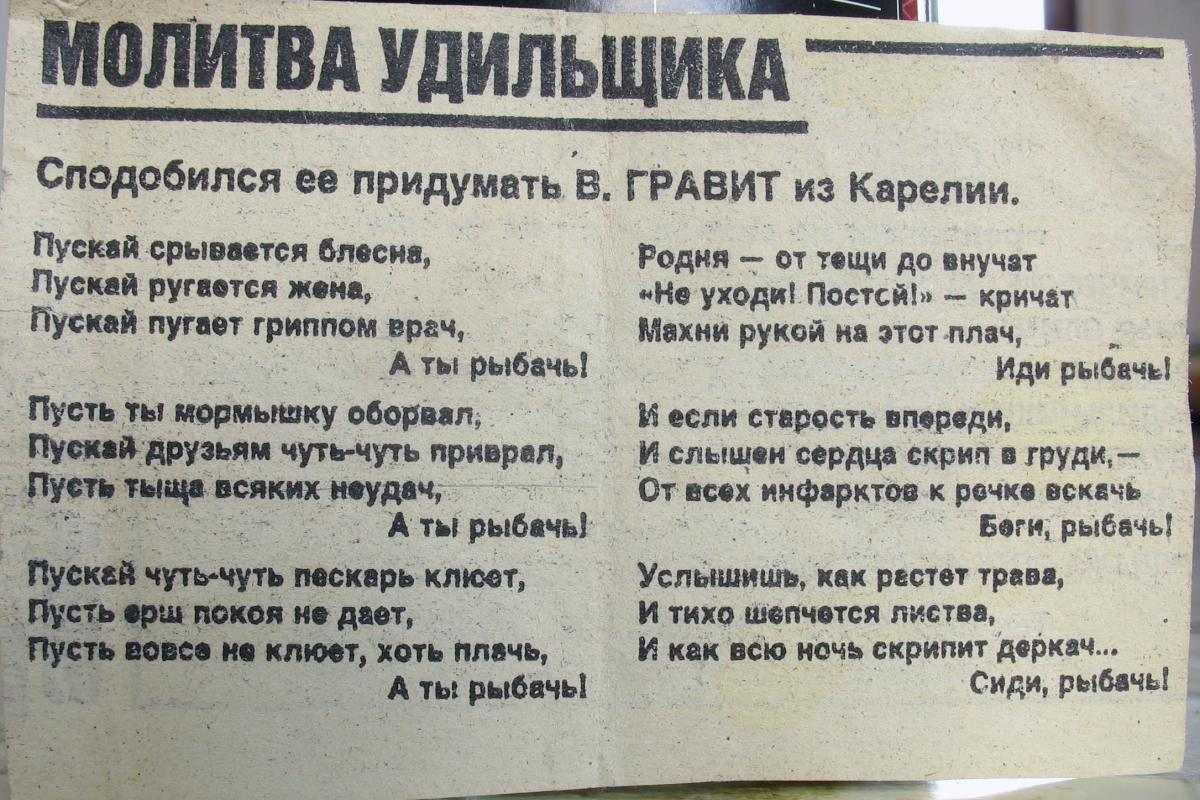 МОЛИТВА УДИЛЬЩИКА
Сподобился ее придумать В. ГРАВИТ из Карелии.
Пускай срывается блесна,
Пускай ругается жена,
Пускай пугает гриппом врач,
А ты рыбачь!
Пусть ты мормышку оборвал,
Пускай друзьям чуть-чуть приврал,
Пусть тыща всяких неудач,
А ты рыбачь!
Пускай чуть-чуть пескарь клюет,
Пусть ерш покоя не дает,
Пусть вовсе не клюет, хоть плачь,
А ты рыбачь!
Родня — от тещи до внучат
«Не уходи! Постой!» — кричат
Махни рукой на этот плач,
Иди рыбачь!
И если старость впереди,
И слышен сердца скрип в груди,—
От всех инфарктов к речке вскачь
Беги, рыбачь!
Услышишь, как растет трава,
И тихо шепчется листва,
И как всю ночь скрипит деркач...
Сиди, рыбачь!